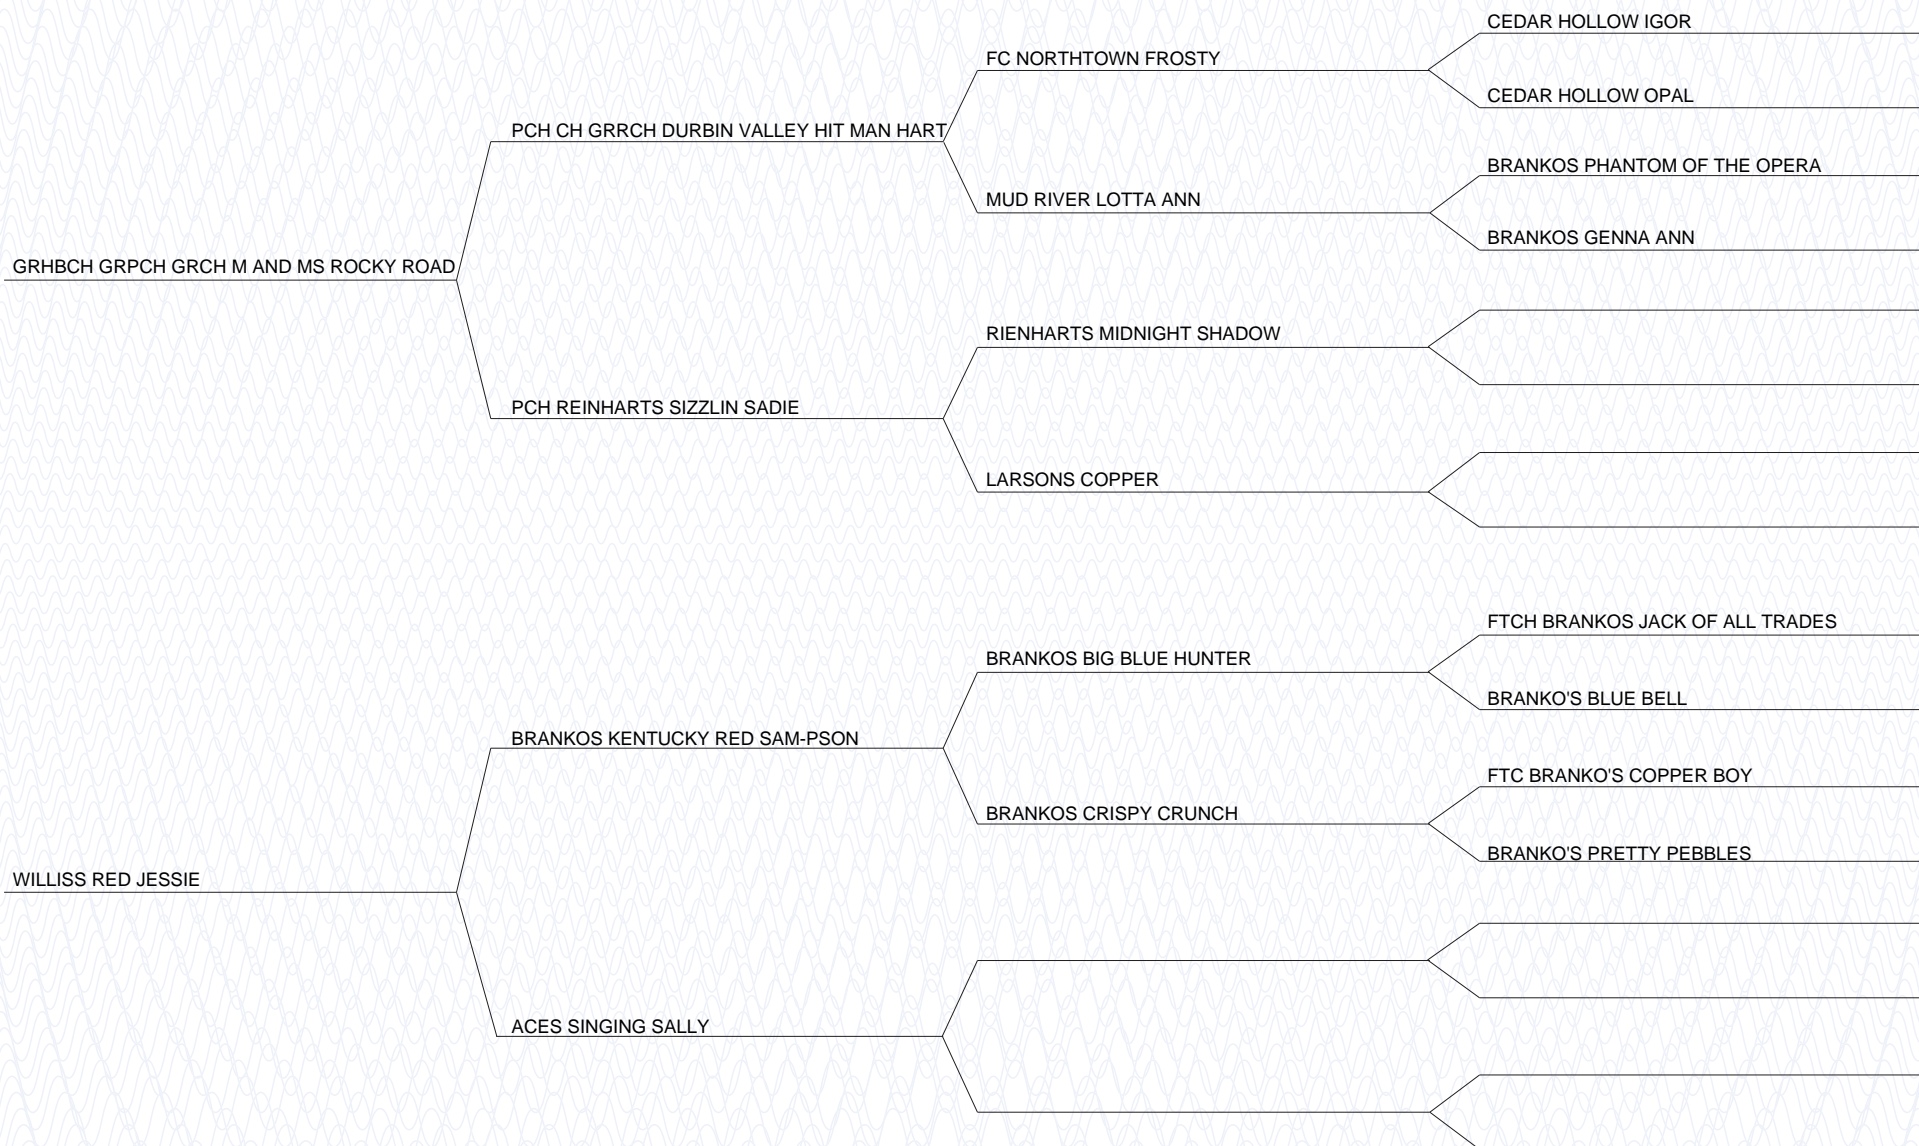 CEDAR HOLLOW IGOR
FC NORTHTOWN FROSTY
CEDAR HOLLOW OPAL
PCH CH GRRCH DURBIN VALLEY HIT MAN HART
BRANKOS PHANTOM OF THE OPERA
MUD RIVER LOTTA ANN
BRANKOS GENNA ANN
GRHBCH GRPCH GRCH M AND MS ROCKY ROAD
RIENHARTS MIDNIGHT SHADOW
PCH REINHARTS SIZZLIN SADIE
LARSONS COPPER
FTCH BRANKOS JACK OF ALL TRADES
BRANKOS BIG BLUE HUNTER
BRANKO'S BLUE BELL
BRANKOS KENTUCKY RED SAM-PSON
FTC BRANKO'S COPPER BOY
BRANKOS CRISPY CRUNCH
BRANKO'S PRETTY PEBBLES
WILLISS RED JESSIE
ACES SINGING SALLY